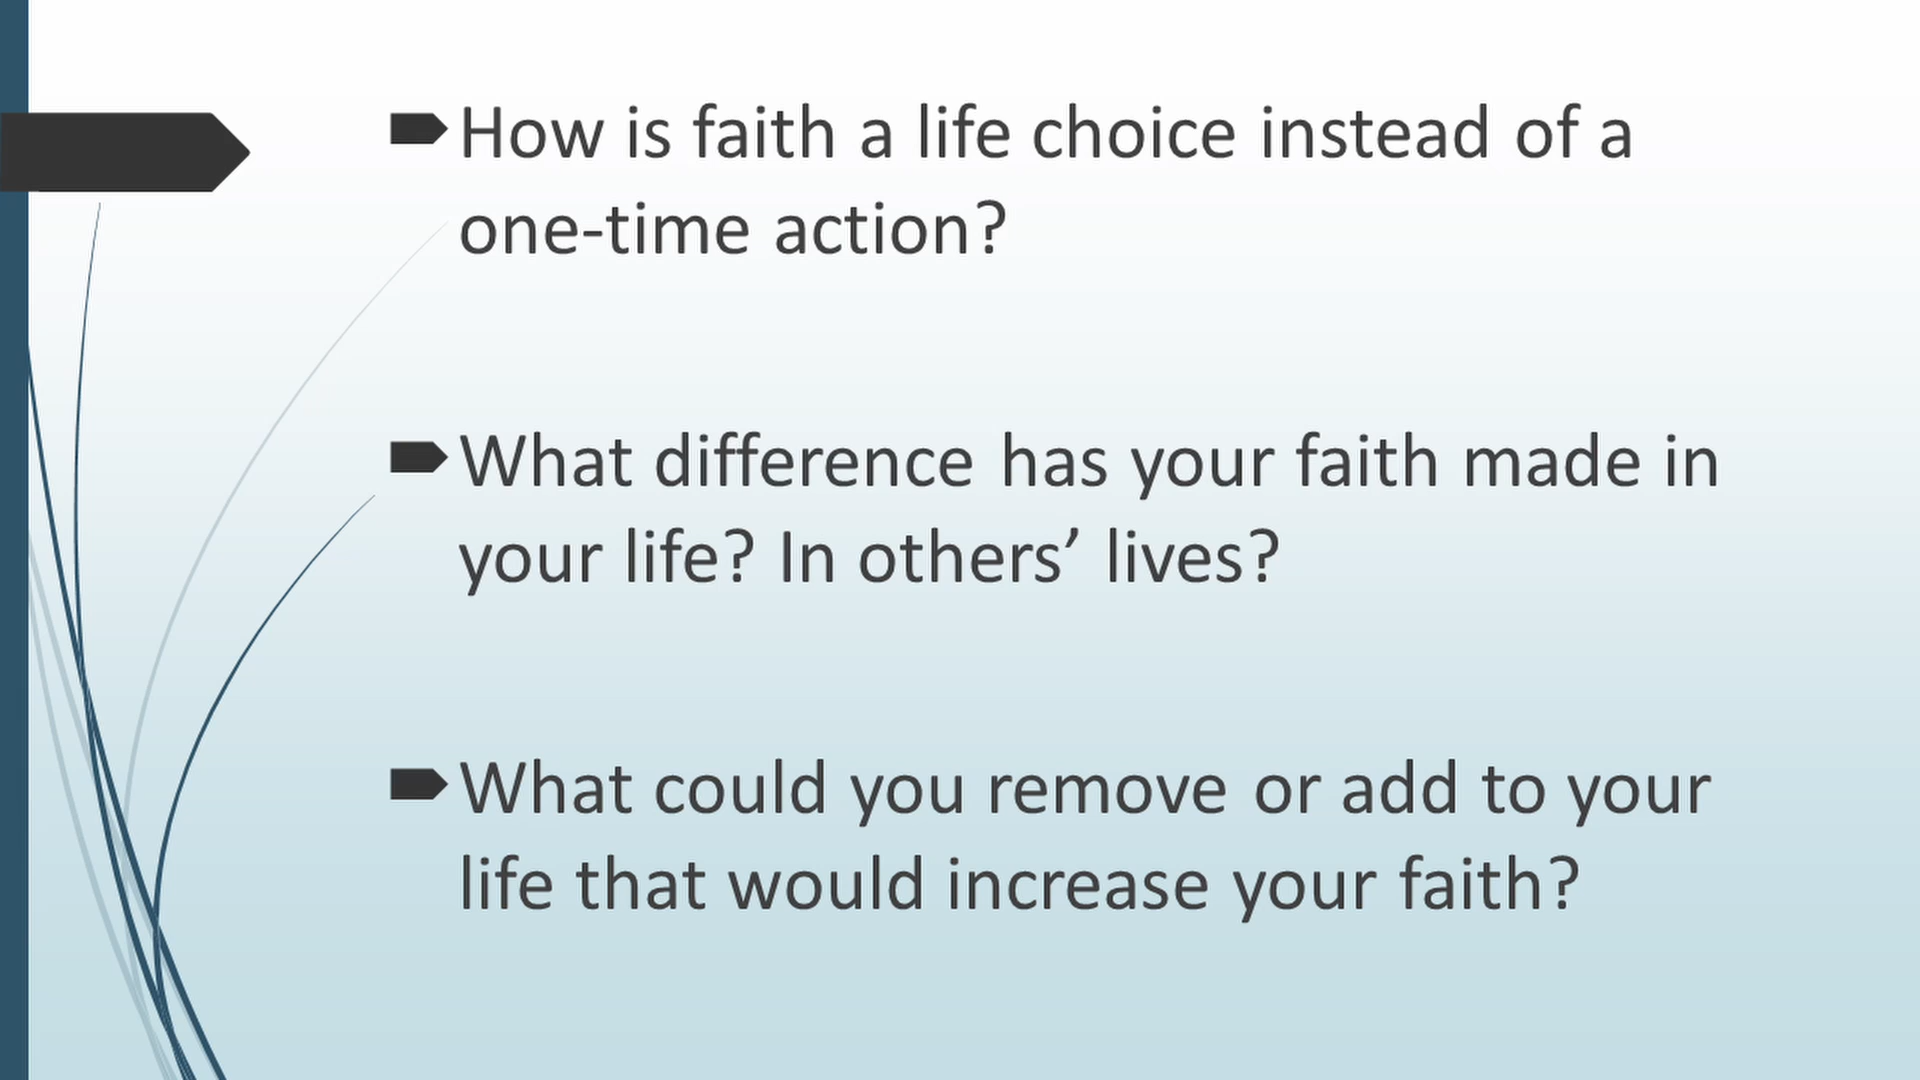 How is faith a life choice instead of a
one-time action?
What difference has your faith made in
your life? In others’ lives?
What could you remove or add to your
life that would increase your faith?